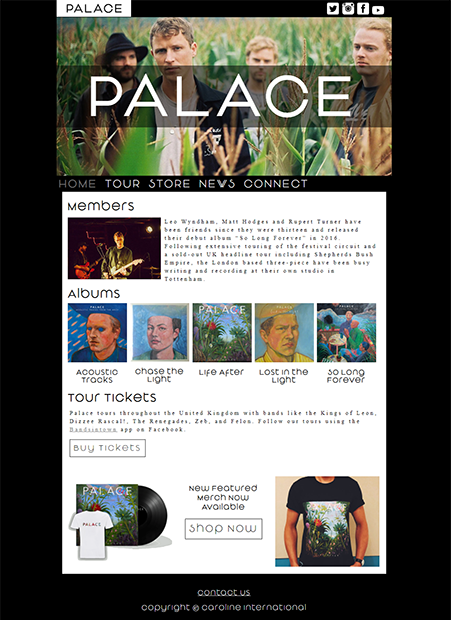 PALACE
PALACE
HOME TOUR STORE NEWS CONNECT
Members
Leo Wyndham, Matt Hodges and Rupert Turner have
been friends since they were thirteen and released
their debut album "So Long Forever" in 2016.
Following extensive touring of the festival circuit and
a sold-out UK headline tour including Shepherds Bush
Empire, the London based three-piece have been busy
writing and recording at their own studio in
Tottenham.
Albums
PALACE
Acoustic
Tracks
Chase the
Light
Life After
Lost in the
Light
So Long
Forever
Tour Tickets
Palace tours throughout the United Kingdom with bands like the Kings of Leon,
Dizzee Rascal!, The Renegades, Zeb, and Felon. Follow our tours using the
Bandsintown app on Facebook.
Buy Tickets
PALACE
PALACE
New Featured
Merch Now
Available
Shop Now
PALACE
contact us
copyright @ caroline international